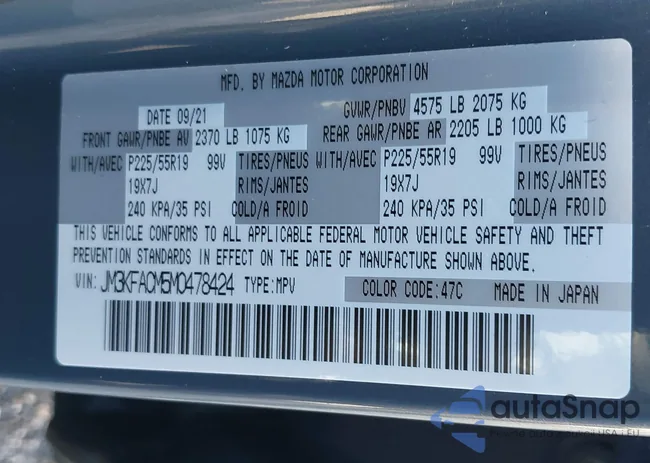 MFD. BY MAZDA MOTOR CORPORATION
DATE 09/21 GVWR/PNBV 4575 LB 2075 KG
FRONT GAWR/PNBE AV 2370 LB 1075 KG REAR GAWR/PNBE AR 2205 LB 1000 KG
WITH/AVEC P225/55R19 99V TIRES/PNEUS WITH/AVEC P225/55R19 99V TIRES/PNEUS
19X7J RIMS/JANTES 19X7J RIMS/JANTES
240 KPA/35 PSI COLD/A FROID 240 KPA/35 PSI COLD/A FROID
THIS VEHICLE CONFORMS TO ALL APPLICABLE FEDERAL MOTOR VEHICLE SAFETY AND THEFT
PREVENTION STANDARDS IN EFFECT ON THE DATE OF MANUFACTURE SHOWN ABOVE.
VIN: JM3KFACM5M0478424 TYPE:MPV COLOR CODE:47C MADE IN JAPAN
autoSnap